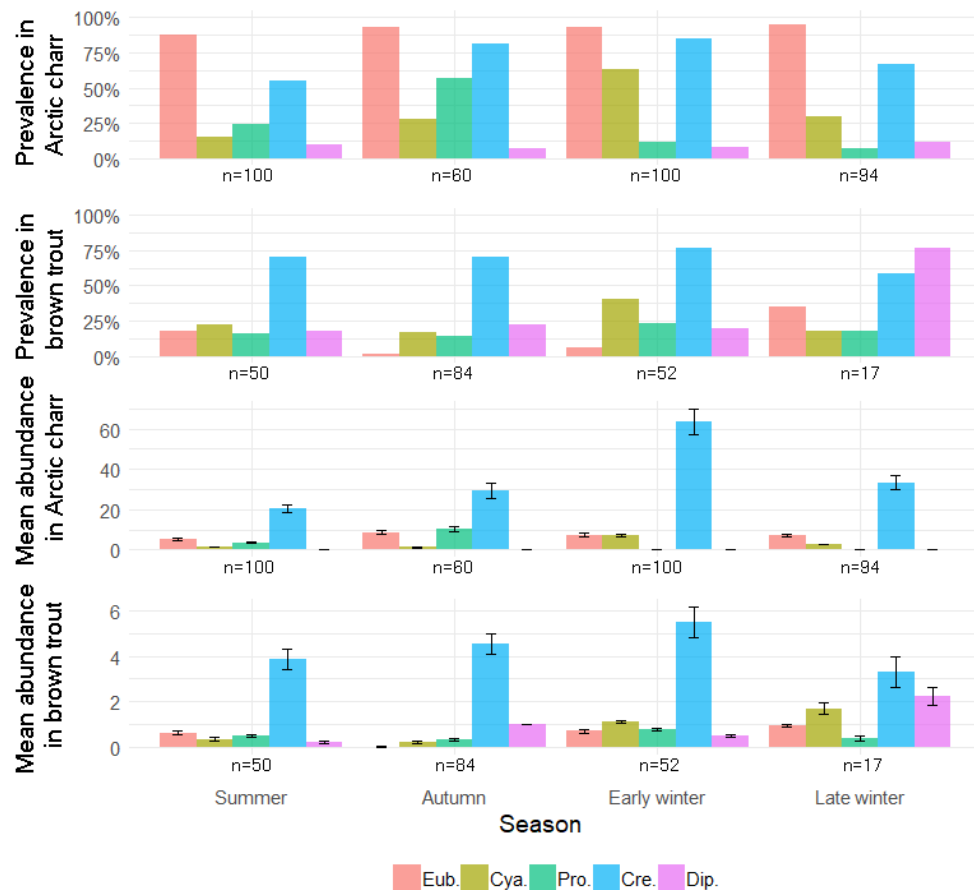 Prevalence in
Arctic charr
100%
75%
50%
25%
0%
n=100 n=60 n=100 n=94
Prevalence in
brown trout
100%
75%
50%
25%
0%
n=50 n=84 n=52 n=17
Mean abundance
in Arctic charr
60
40
20
0
n=100 n=60 n=100 n=94
Mean abundance
in brown trout
6
4
2
0
n=50 n=84 n=52 n=17
Summer Autumn Early winter Late winter
Season
Eub. Cya. Pro. Cre. Dip.